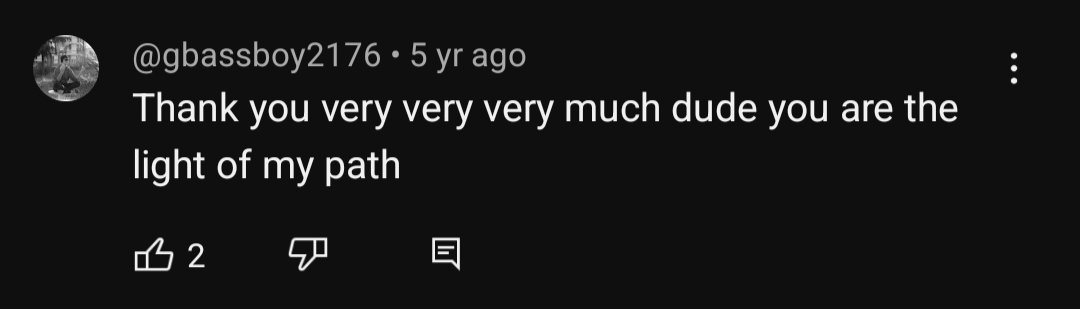 @gbassboy2176 • 5 yr ago
Thank you very very very much dude you are the
light of my path
2